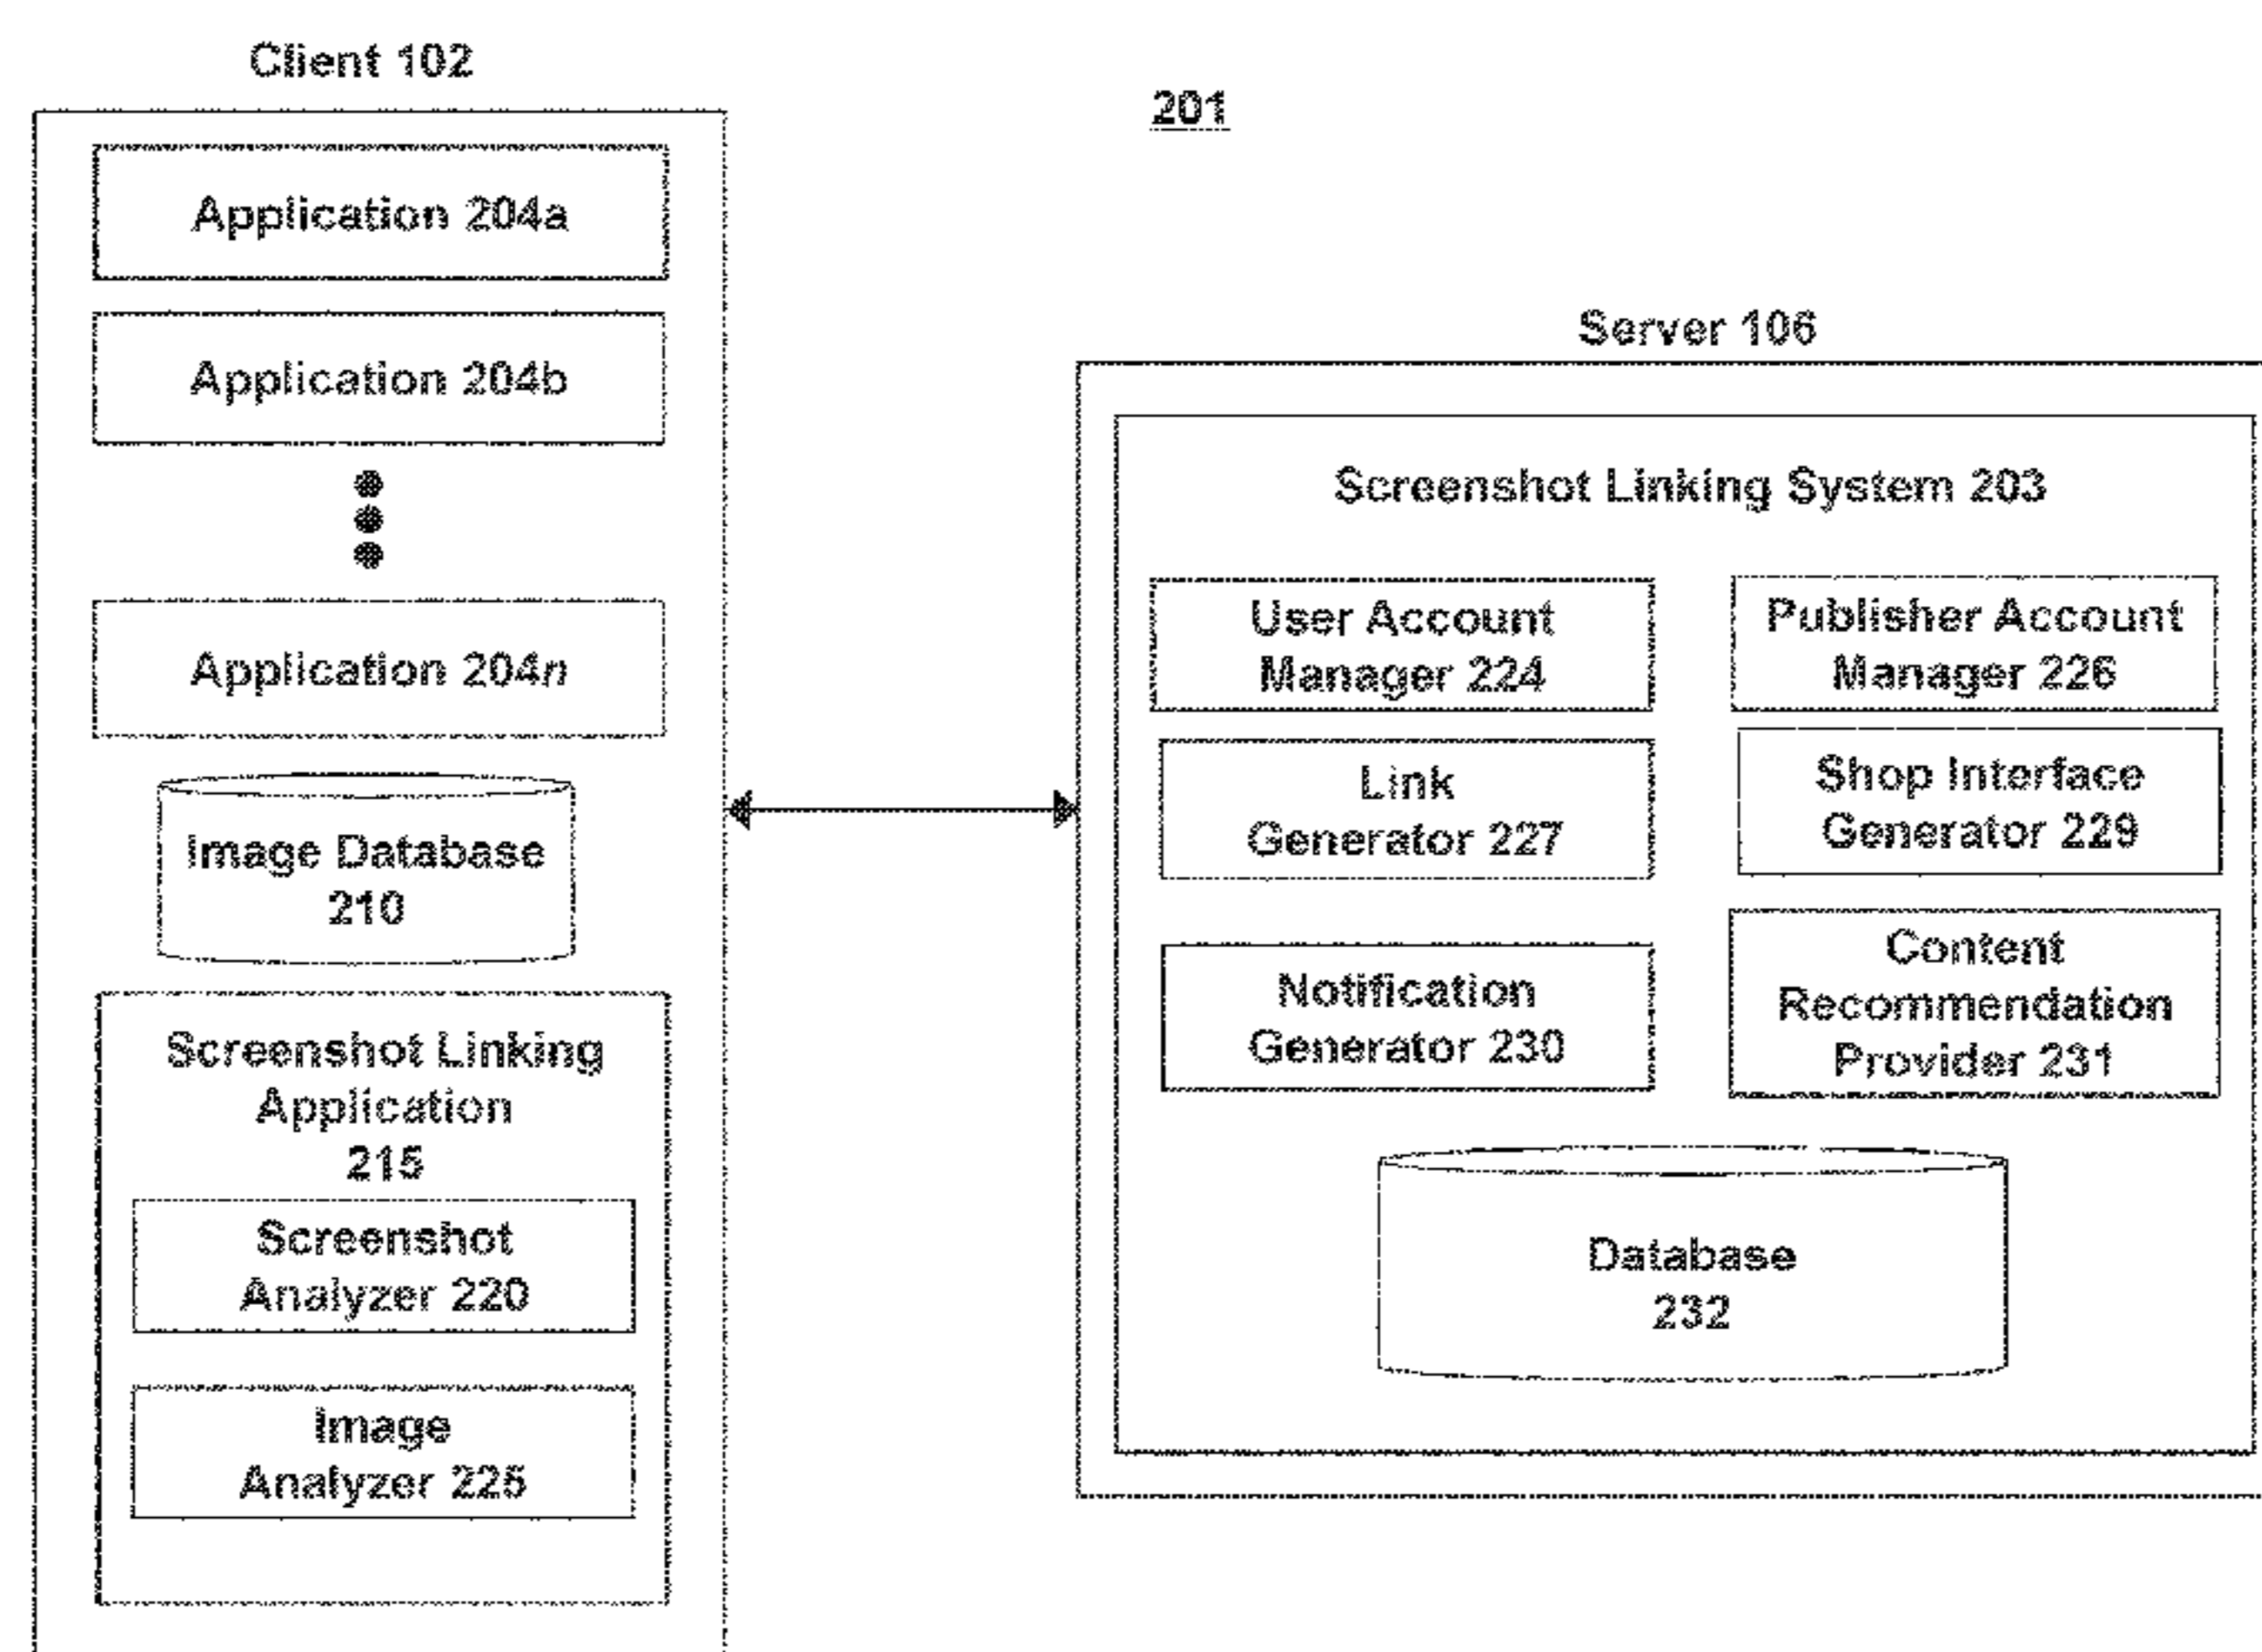 Client 102
201
Application 204a
Application 204b
Application 204n
Image Database
210
Screenshot Linking
Application
215
Screenshot
Analyzer 220
Image
Analyzer 225
Server 106
Screenshot Linking System 203
User Account
Manager 224
Publisher Account
Manager 226
Link
Generator 227
Shop Interface
Generator 229
Notification
Generator 230
Content
Recommendation
Provider 231
Database
232